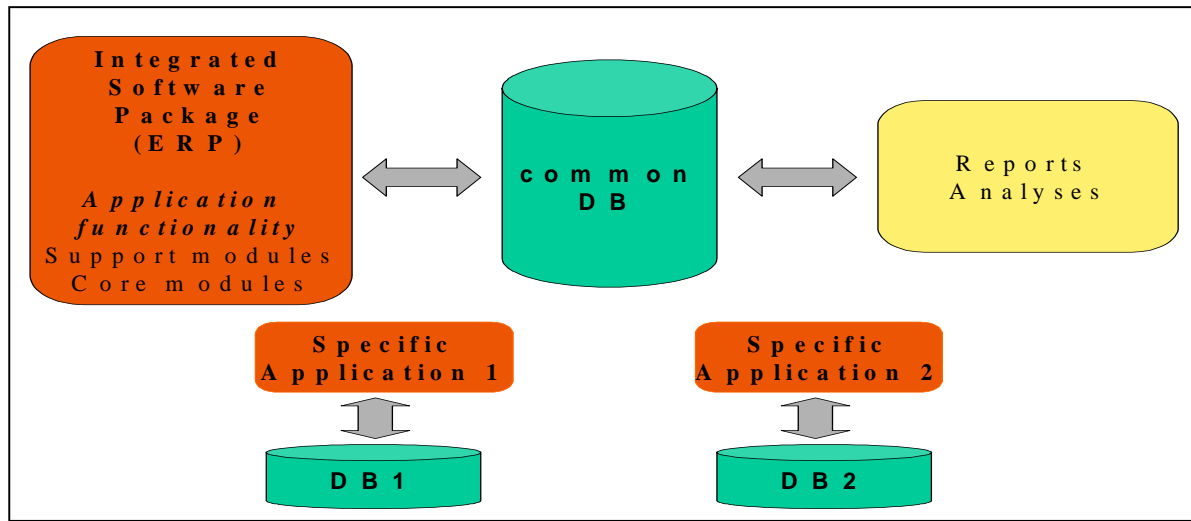 Integrated
Software
Package
(ERP)
Application
functionality
Support modules
Core modules
common
DB
Reports
Analyses
Specific
Application 1
Specific
Application 2
DB1
DB2